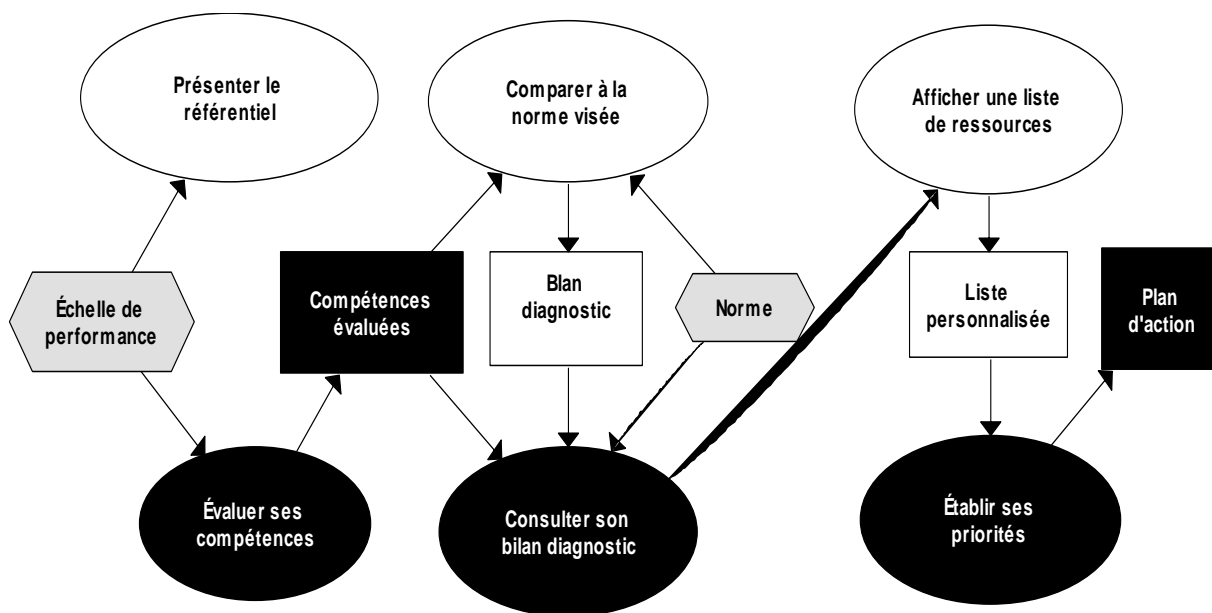 Présenter le
référentiel
Comparer à la
norme visée
Afficher une liste
de ressources
Échelle de
performance
Compétences
évaluées
Blan
diagnostic
Norme
Liste
personnalisée
Plan
d'action
Évaluer ses
compétences
Consulter son
bilan diagnostic
Établir ses
priorités